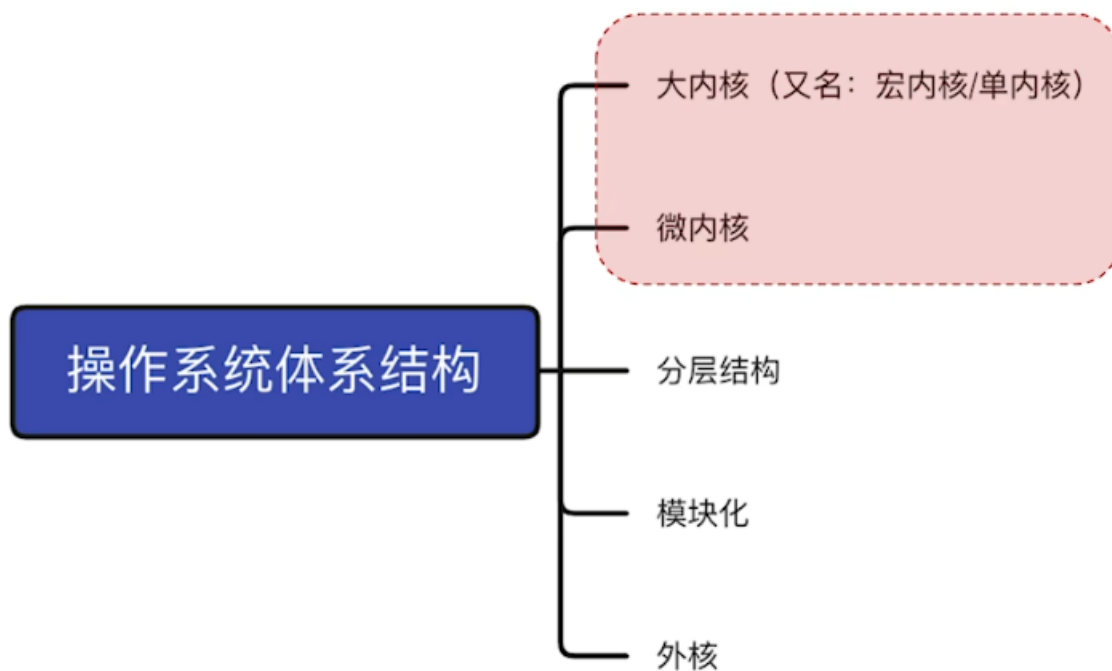 大内核（又名：宏内核/单内核）
微内核
操作系统体系结构
分层结构
模块化
外核